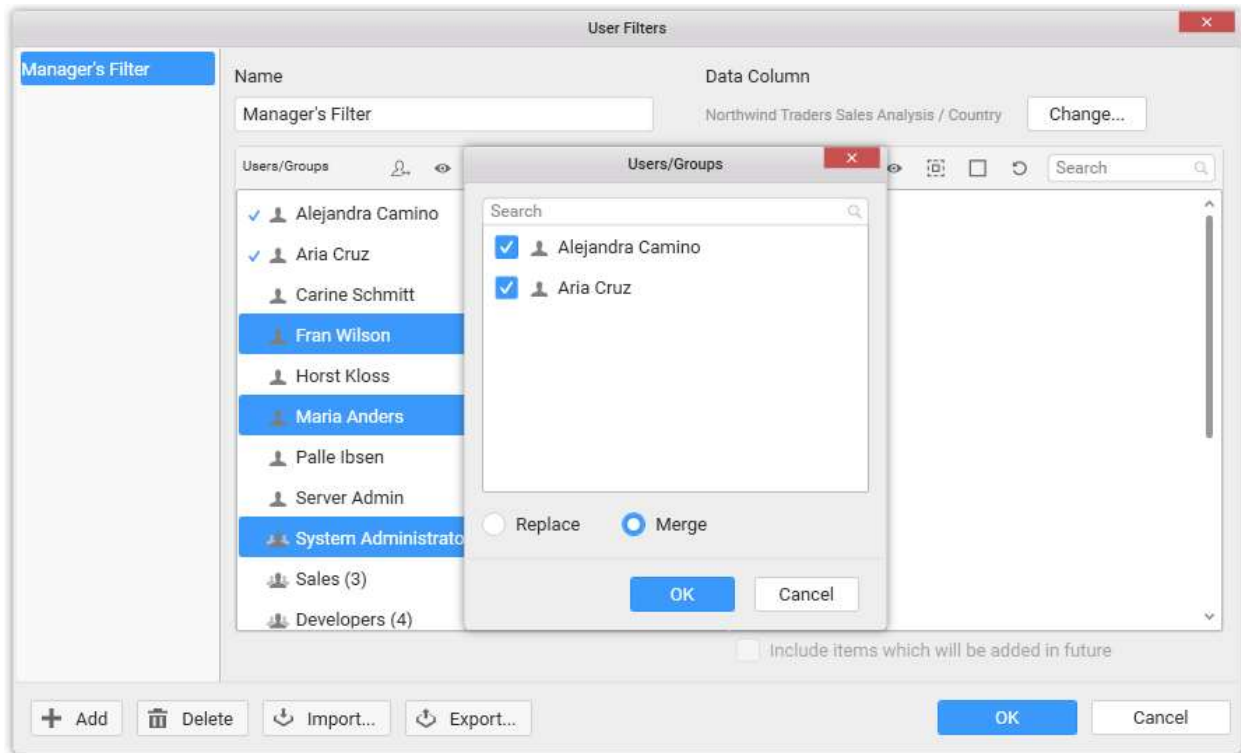 User Filters
Manager's Filter
Name
Data Column
Manager's Filter
Northwind Traders Sales Analysis / Country
Change...
Users/Groups
Search
Alejandra Camino
Aria Cruz
Carine Schmitt
Fran Wilson
Horst Kloss
Maria Anders
Palle Ibsen
Server Admin
System Administrato
Sales (3)
Developers (4)
Users/Groups
Search
Alejandra Camino
Aria Cruz
Replace
Merge
OK
Cancel
Include items which will be added in future
Add
Delete
Import...
Export...
OK
Cancel